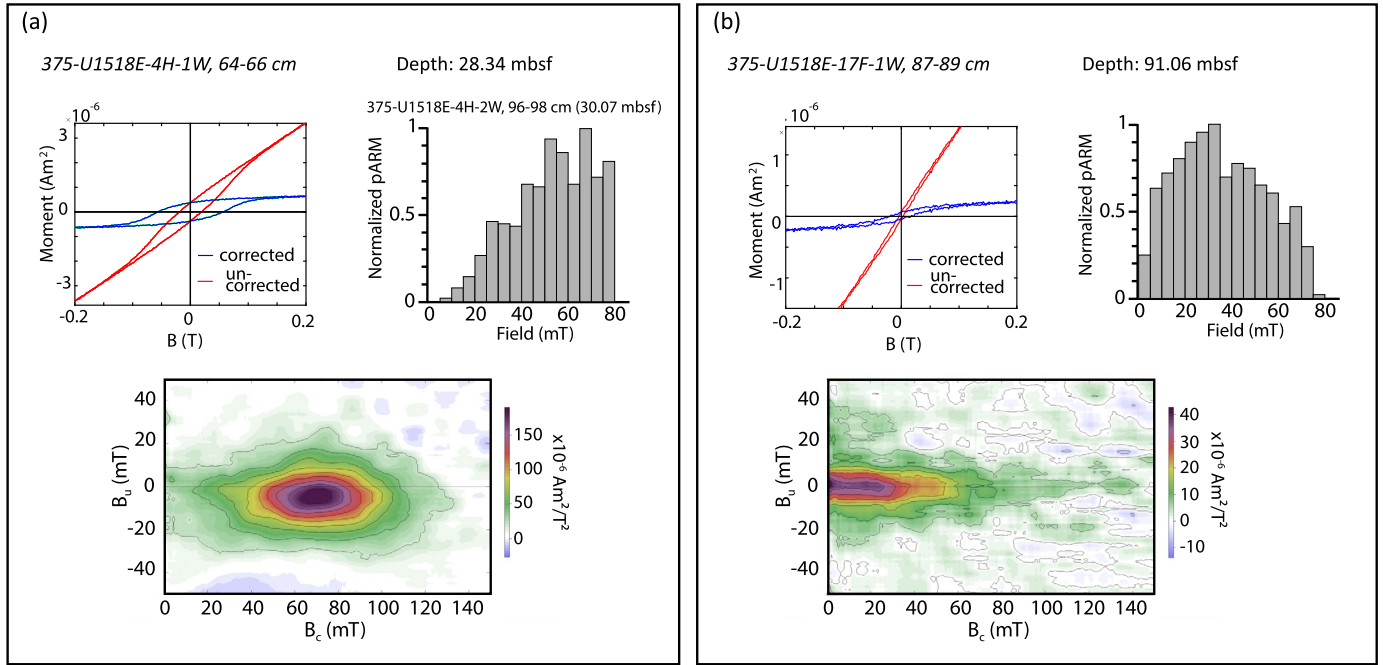 (a)
375-U1518E-4H-1W, 64-66 cm
Depth: 28.34 mbsf
× 10⁻⁶
3
0
-3
Moment (Am²)
-0.2
0
0.2
B (T)
corrected
un-
corrected
375-U1518E-4H-2W, 96-98 cm (30.07 mbsf)
1
0.5
0
Normalized pARM
0
20
40
60
80
Field (mT)
40
20
0
-20
-40
Bᵤ (mT)
0
20
40
60
80
100
120
140
B_c (mT)
150
100
50
0
x10⁻⁶ Am²/T²
(b)
375-U1518E-17F-1W, 87-89 cm
Depth: 91.06 mbsf
× 10⁻⁶
1
0
-1
Moment (Am²)
-0.2
0
0.2
B (T)
corrected
un-
corrected
1
0.5
0
Normalized pARM
0
20
40
60
80
Field (mT)
40
20
0
-20
-40
Bᵤ (mT)
0
20
40
60
80
100
120
140
B_c (mT)
40
30
20
10
0
-10
x10⁻⁶ Am²/T²